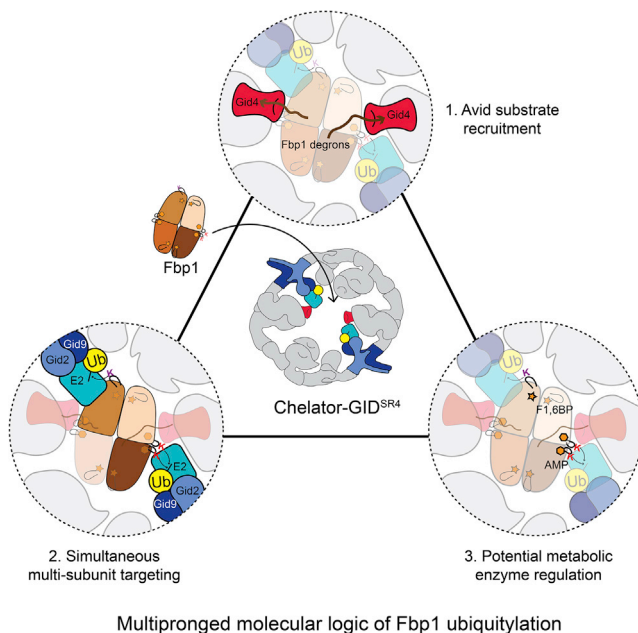 Ub
K
Gid4
Gid4
Fbp1 degrons
Ub
1. Avid substrate
recruitment
Fbp1
Chelator-GIDSR4
Gid9
Gid2
Ub
K
E2
E2
Ub
Gid2
Gid9
2. Simultaneous
multi-subunit targeting
Ub
K
F1,6BP
AMP
Ub
3. Potential metabolic
enzyme regulation
Multipronged molecular logic of Fbp1 ubiquitylation